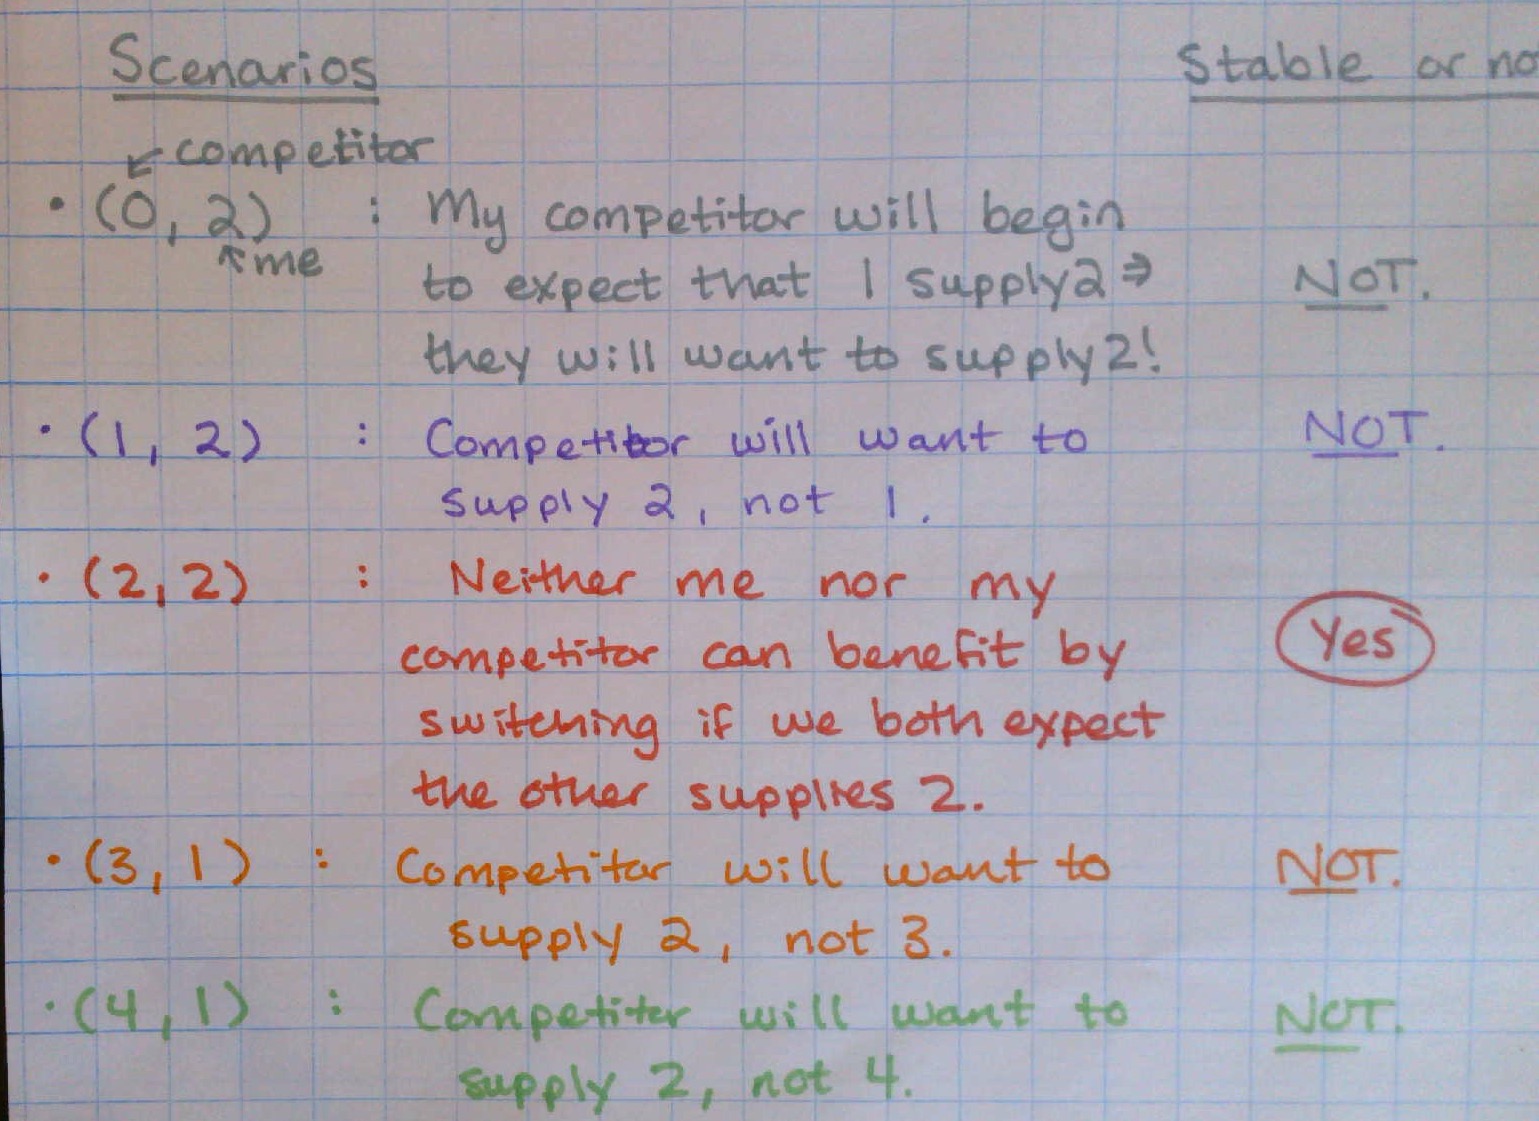 Scenarios
Stable or no
competitor
• (0, 2) : My competitor will begin
me
to expect that I supply 2 ⇒ NOT.
they will want to supply 2!
• (1, 2) : Competitor will want to NOT.
supply 2, not 1.
• (2, 2) : Neither me nor my
competitor can benefit by Yes
switching if we both expect
the other supplies 2.
• (3, 1) : Competitor will want to NOT.
supply 2, not 3.
• (4, 1) : Competitor will want to NOT.
supply 2, not 4.